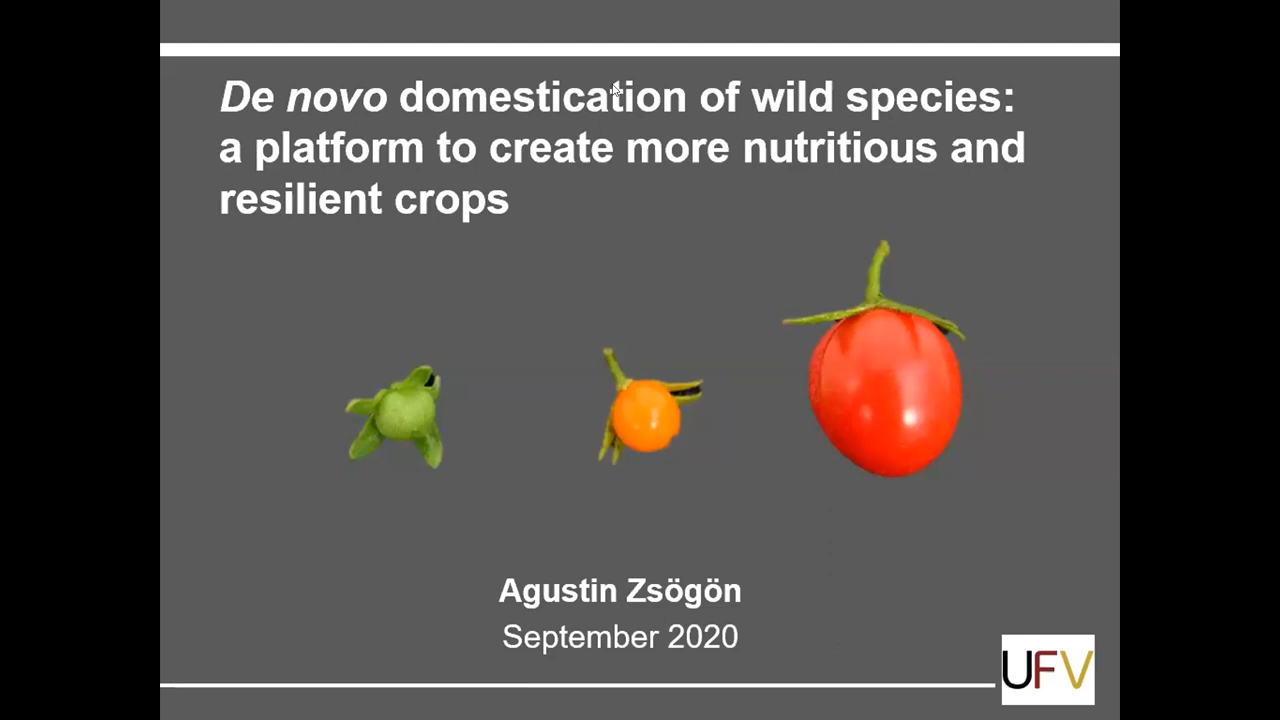 De novo domestication of wild species:
a platform to create more nutritious and
resilient crops
Agustin Zsögön
September 2020
UFV